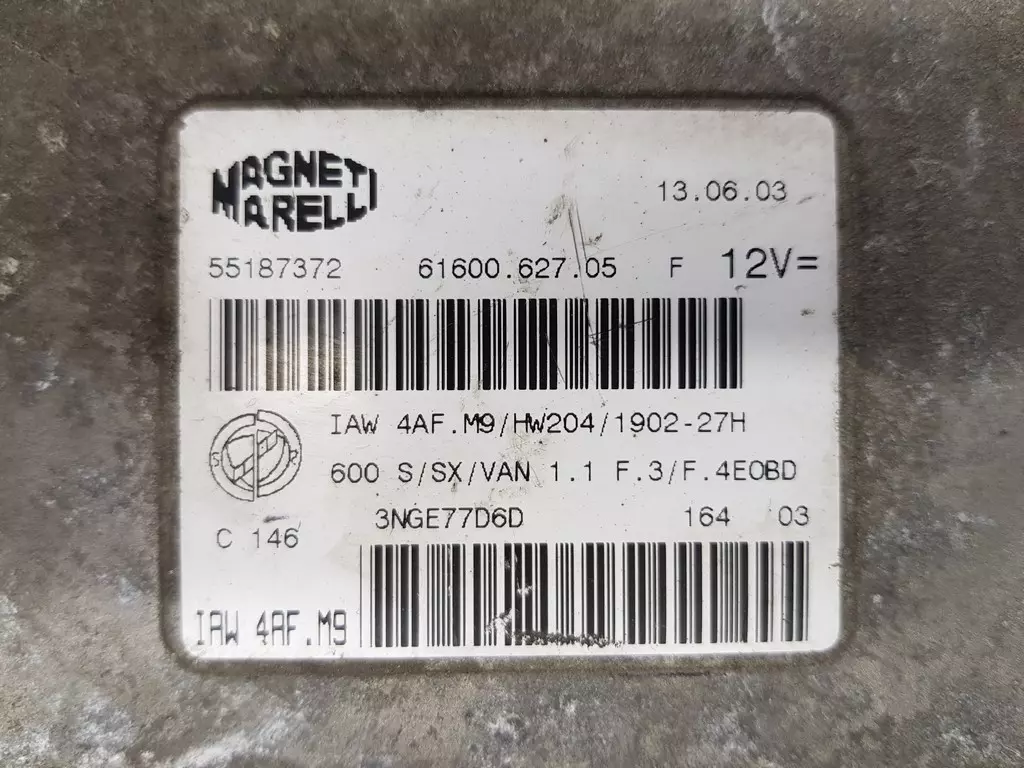 MAGNETI
MARELLI
13.06.03
55187372 61600.627.05 F 12V=
IAW 4AF.M9/HW204/1902-27H
600 S/SX/VAN 1.1 F.3/F.4EOBD
3NGE77D6D 164 03
C 146
IAW 4AF.M9